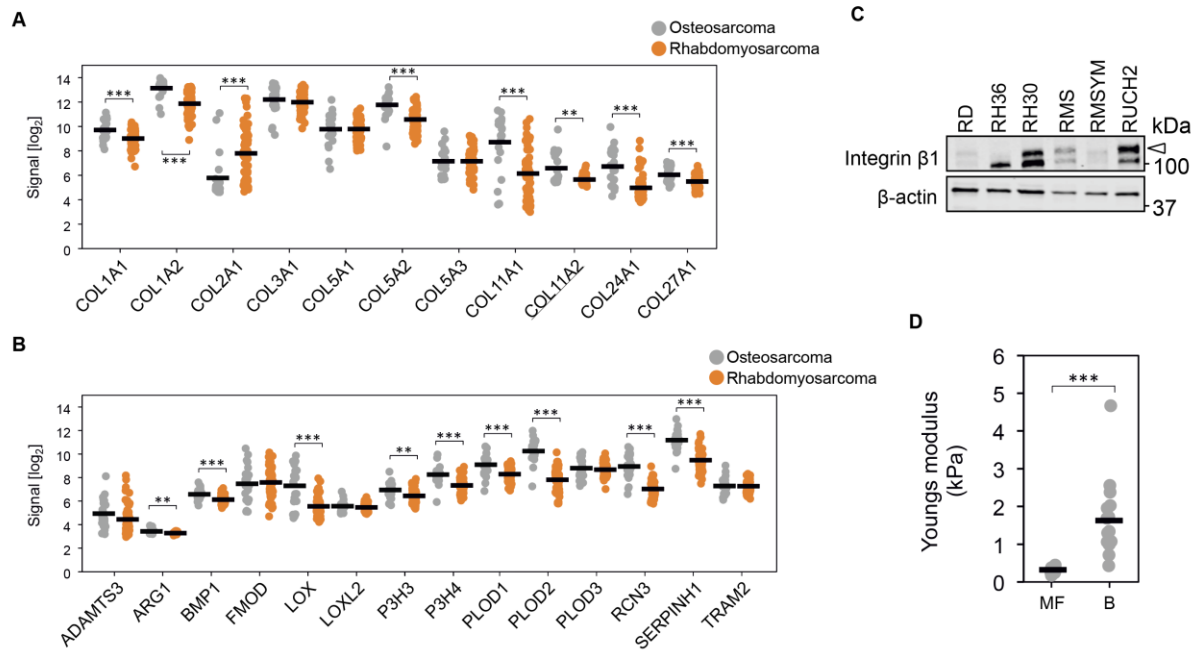 A
Osteosarcoma
Rhabdomyosarcoma
Signal [log2]
14
12
10
8
6
4
2
0
*** *** *** *** *** ** *** ***
COL1A1 COL1A2 COL2A1 COL3A1 COL5A1 COL5A2 COL5A3 COL11A1 COL11A2 COL24A1 COL27A1
B
Osteosarcoma
Rhabdomyosarcoma
Signal [log2]
14
12
10
8
6
4
2
0
** *** *** ** *** *** *** *** ***
ADAMTS3 ARG1 BMP1 FMOD LOX LOXL2 P3H3 P3H4 PLOD1 PLOD2 PLOD3 RCN3 SERPINH1 TRAM2
C
RD RH36 RH30 RMS RMSYM RUCH2 kDa
Integrin β1 100
β-actin 37
D
Youngs modulus
(kPa)
6
5
4
3
2
1
0
***
MF B